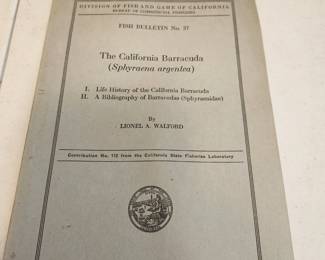 DIVISION OF FISH AND GAME OF CALIFORNIA
BUREAU OF COMMERCIAL FISHERIES
FISH BULLETIN No. 37
The California Barracuda
(Sphyraena argentea)
I. Life History of the California Barracuda
II. A Bibliography of Barracudas (Sphyraenidae)
By
LIONEL A. WALFORD
Contribution No. 112 from the California State Fisheries Laboratory